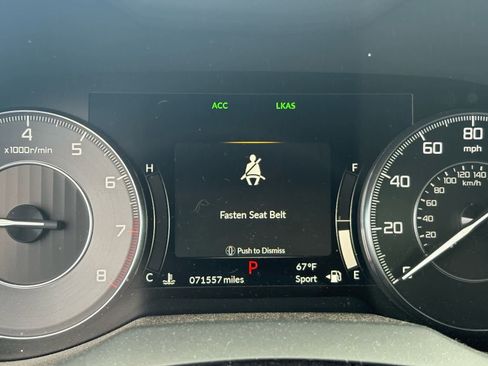 ACC LKAS
4 5 6 7 8
x1000r/min
H
C
Fasten Seat Belt
Push to Dismiss
P
071557 miles
67°F
Sport
F
E
80
60
40
20
0
mph
100 120 140
80
60
40
20
km/h